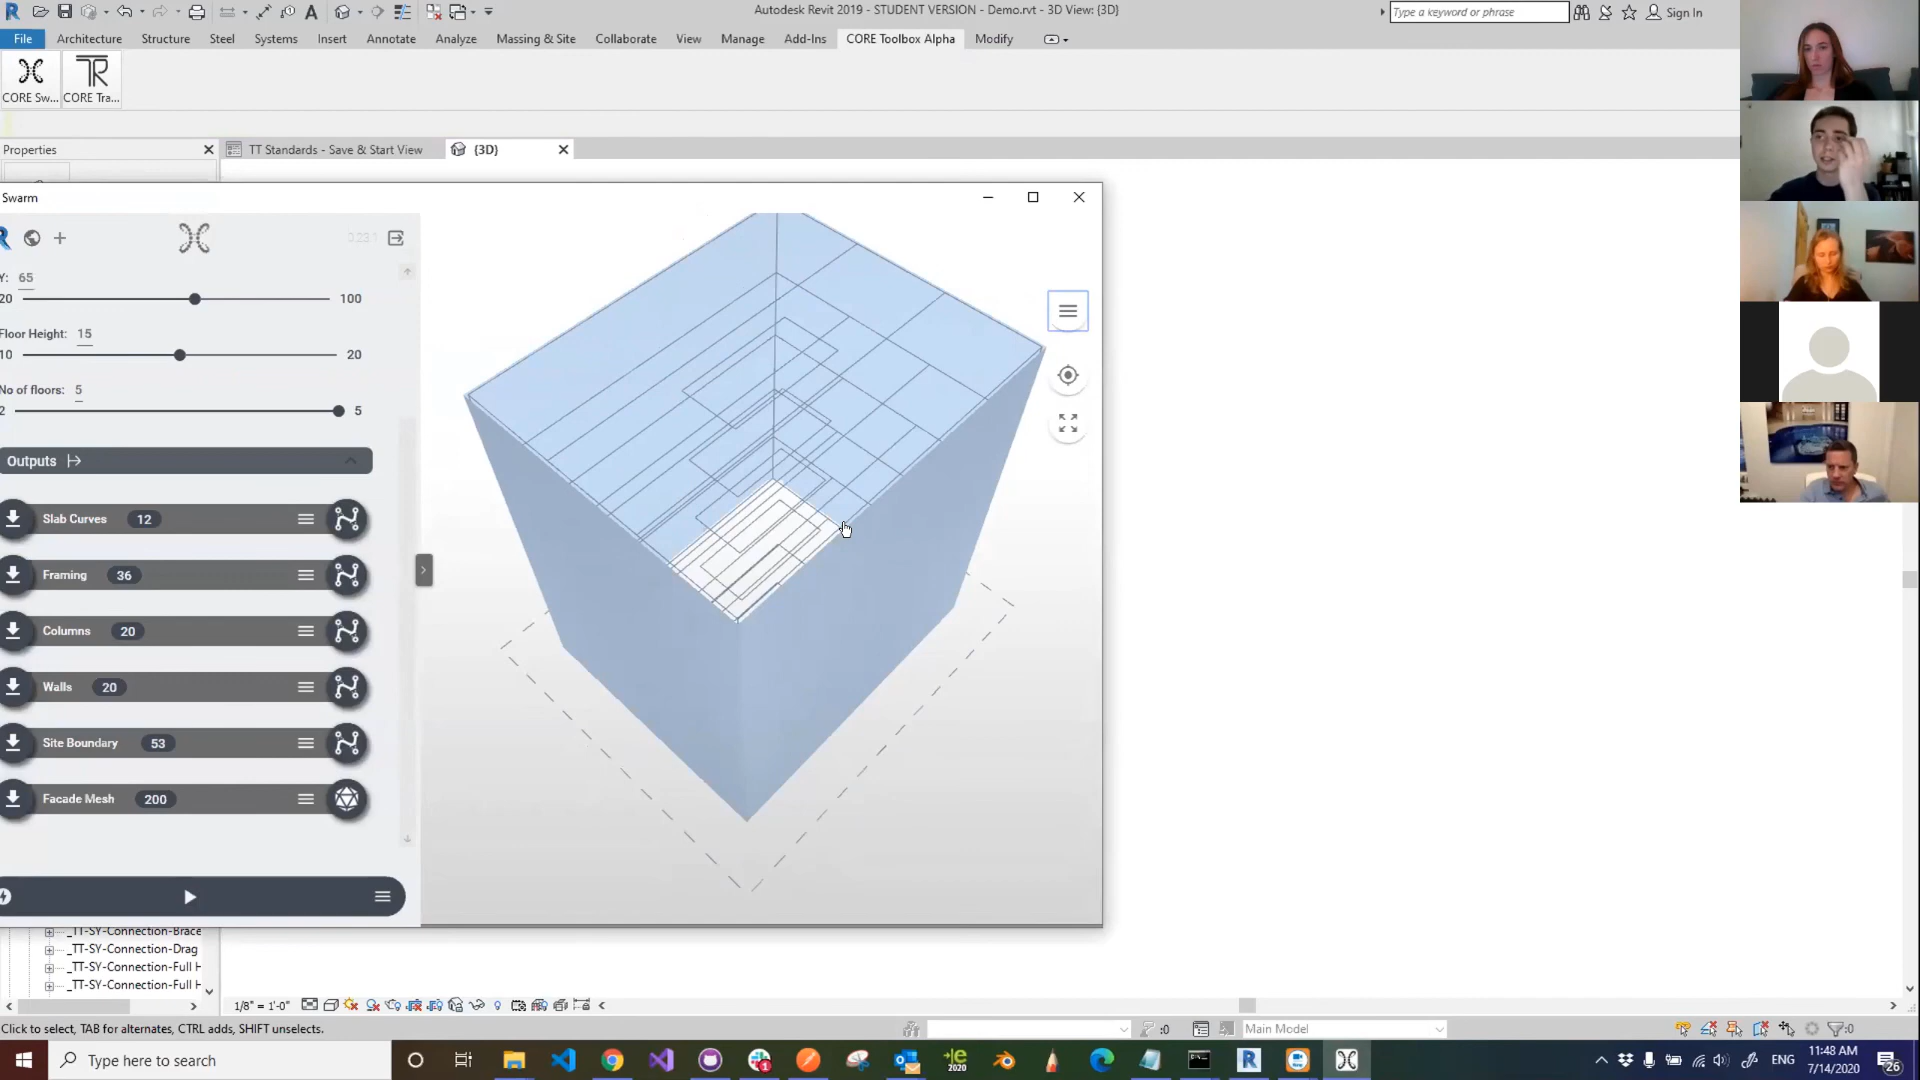 Autodesk Revit 2019 - STUDENT VERSION - Demo.rvt - 3D View: {3D}
Type a keyword or phrase
Sign In
File Architecture Structure Steel Systems Insert Annotate Analyze Massing & Site Collaborate View Manage Add-Ins CORE Toolbox Alpha Modify
CORE Sw... CORE Tra...
Properties
TT Standards - Save & Start View
{3D}
Swarm
Y: 65
20 100
Floor Height: 15
10 20
No of floors: 5
2 5
Outputs
Slab Curves 12
Framing 36
Columns 20
Walls 20
Site Boundary 53
Facade Mesh 200
_TT-SY-Connection-Brace
_TT-SY-Connection-Drag
_TT-SY-Connection-Full H
_TT-SY-Connection-Full H
1/8" = 1'-0"
Click to select, TAB for alternates, CTRL adds, SHIFT unselects.
:0
Main Model
:0
Type here to search
2020
1
ENG
11:48 AM
7/14/2020
26